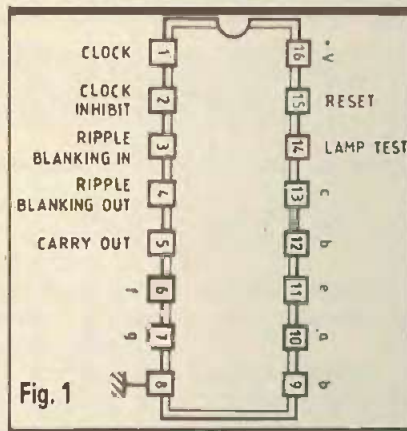 CLOCK
1
CLOCK
INHIBIT
2
RIPPLE
BLANKING IN
3
RIPPLE
BLANKING OUT
4
CARRY OUT
5
f
6
g
7
8
16
+V
15
RESET
14
LAMP TEST
13
c
12
b
11
e
10
a
9
d
Fig. 1